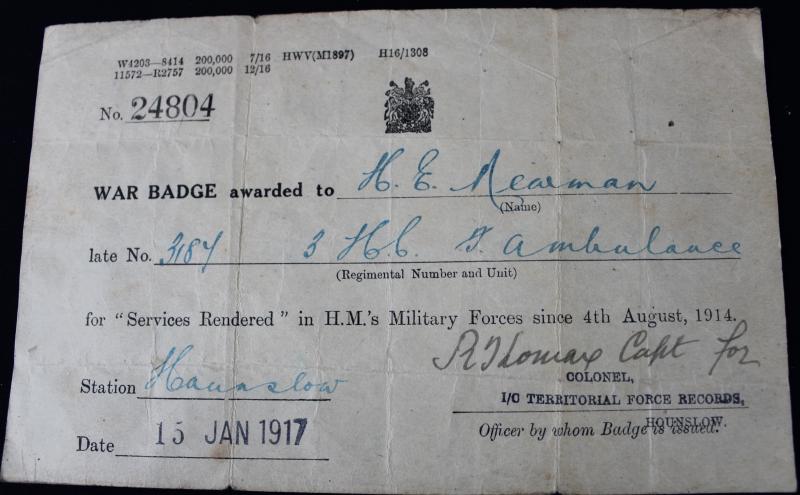 W4203—8414 200,000 7/16 HWV(M1897) H16/1308
11572—R2757 200,000 12/16
No. 24804
WAR BADGE awarded to H. E. Newman
(Name)
late No. 3184 3 H.C. F. Ambulance
(Regimental Number and Unit)
for "Services Rendered" in H.M.'s Military Forces since 4th August, 1914.
R Thomax Capt for
Station Hounslow
COLONEL,
I/C TERRITORIAL FORCE RECORDS,
HOUNSLOW.
Date 15 JAN 1917
Officer by whom Badge is issued.